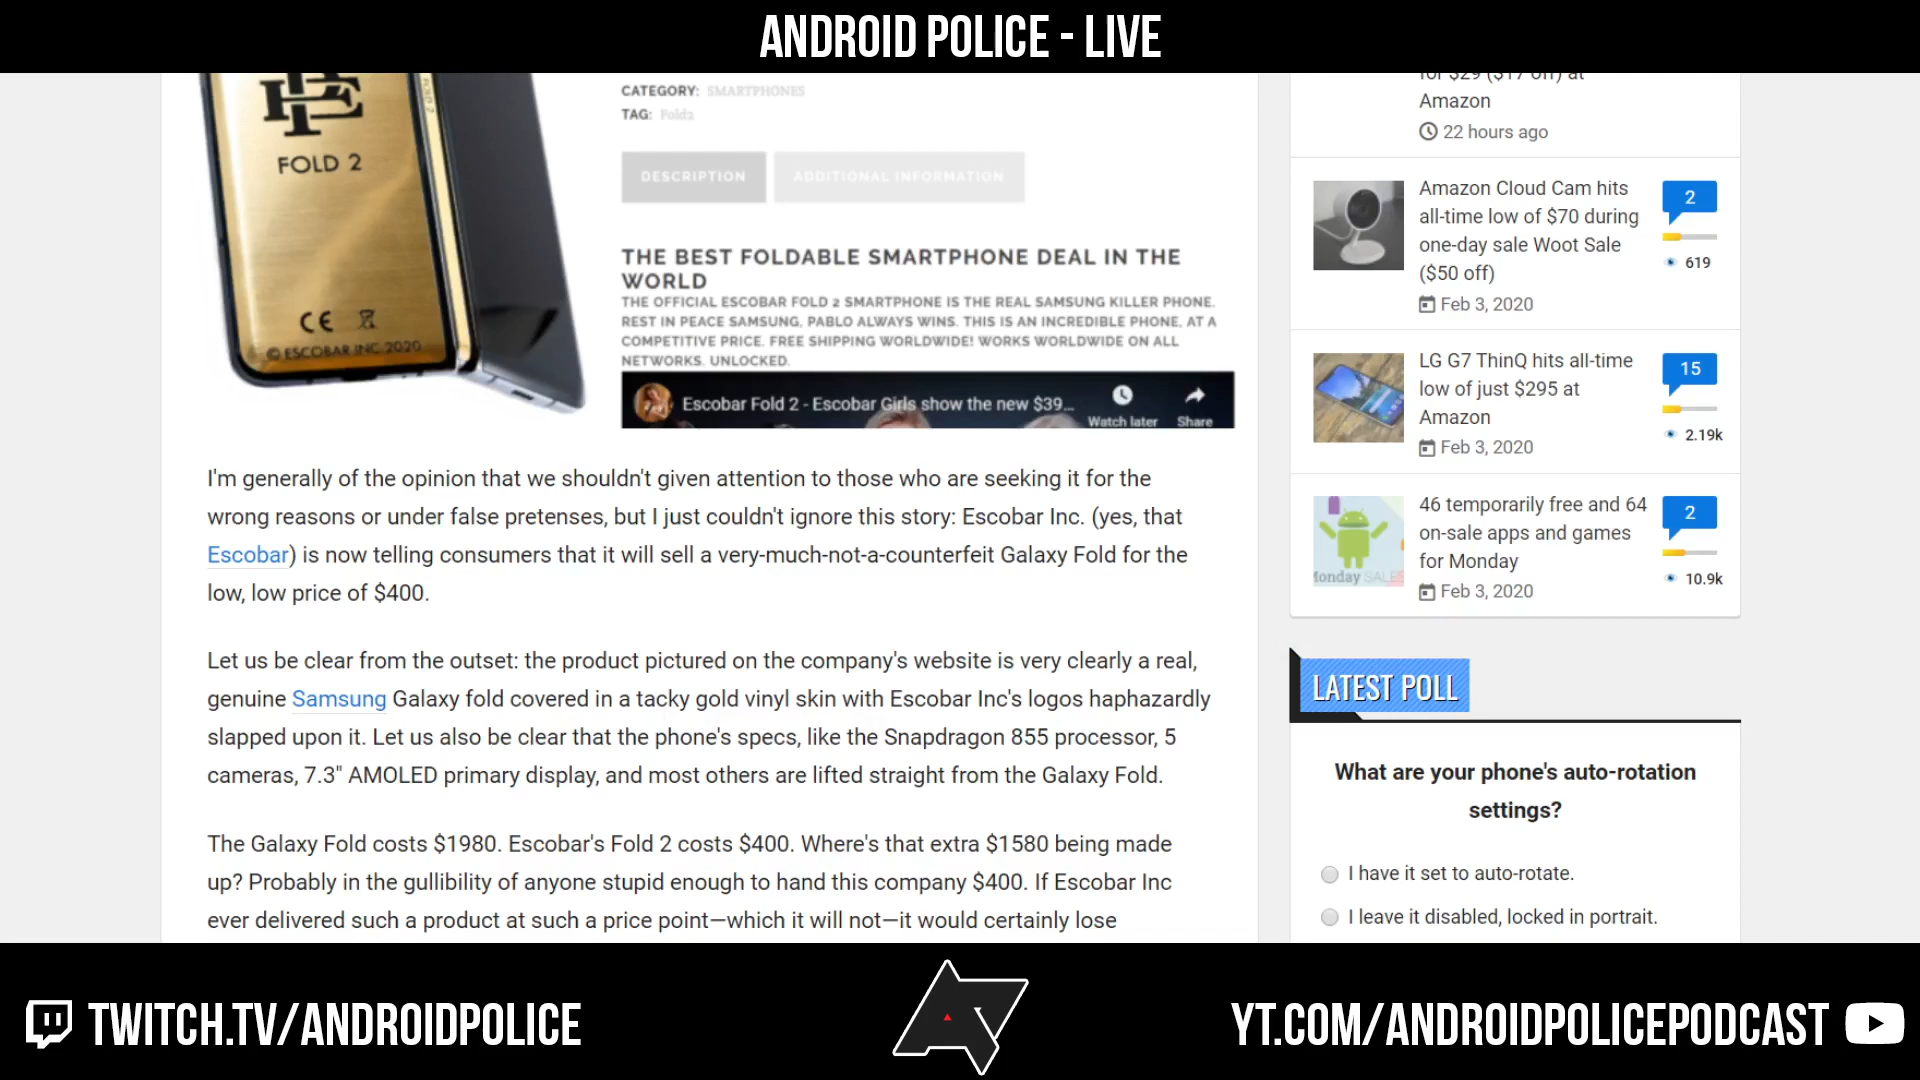 ANDROID POLICE - LIVE
FOLD 2
© ESCOBAR INC 2020
CATEGORY: SMARTPHONES
TAG: Fold2
DESCRIPTION
ADDITIONAL INFORMATION
THE BEST FOLDABLE SMARTPHONE DEAL IN THE
WORLD
THE OFFICIAL ESCOBAR FOLD 2 SMARTPHONE IS THE REAL SAMSUNG KILLER PHONE.
REST IN PEACE SAMSUNG, PABLO ALWAYS WINS. THIS IS AN INCREDIBLE PHONE, AT A
COMPETITIVE PRICE. FREE SHIPPING WORLDWIDE! WORKS WORLDWIDE ON ALL
NETWORKS. UNLOCKED.
Escobar Fold 2 - Escobar Girls show the new $39...
Watch later
Share
I'm generally of the opinion that we shouldn't given attention to those who are seeking it for the
wrong reasons or under false pretenses, but I just couldn't ignore this story: Escobar Inc. (yes, that
Escobar) is now telling consumers that it will sell a very-much-not-a-counterfeit Galaxy Fold for the
low, low price of $400.
Let us be clear from the outset: the product pictured on the company's website is very clearly a real,
genuine Samsung Galaxy fold covered in a tacky gold vinyl skin with Escobar Inc's logos haphazardly
slapped upon it. Let us also be clear that the phone's specs, like the Snapdragon 855 processor, 5
cameras, 7.3" AMOLED primary display, and most others are lifted straight from the Galaxy Fold.
The Galaxy Fold costs $1980. Escobar's Fold 2 costs $400. Where's that extra $1580 being made
up? Probably in the gullibility of anyone stupid enough to hand this company $400. If Escobar Inc
ever delivered such a product at such a price point—which it will not—it would certainly lose
for $29 ($17 off) at
Amazon
22 hours ago
Amazon Cloud Cam hits
all-time low of $70 during
one-day sale Woot Sale
($50 off)
Feb 3, 2020
2
619
LG G7 ThinQ hits all-time
low of just $295 at
Amazon
Feb 3, 2020
15
2.19k
46 temporarily free and 64
on-sale apps and games
for Monday
Feb 3, 2020
2
10.9k
Monday SALES
LATEST POLL
What are your phone's auto-rotation
settings?
I have it set to auto-rotate.
I leave it disabled, locked in portrait.
TWITCH.TV/ANDROIDPOLICE
YT.COM/ANDROIDPOLICEPODCAST